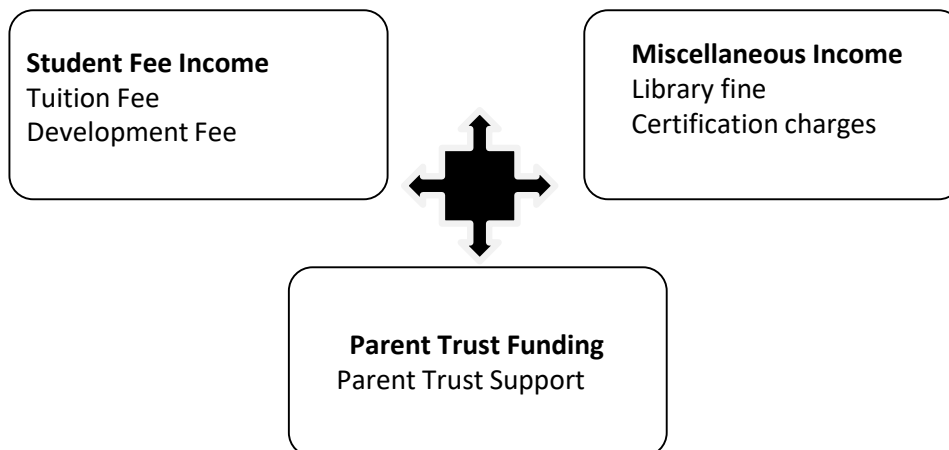 Student Fee Income
Tuition Fee
Development Fee
Miscellaneous Income
Library fine
Certification charges
Parent Trust Funding
Parent Trust Support